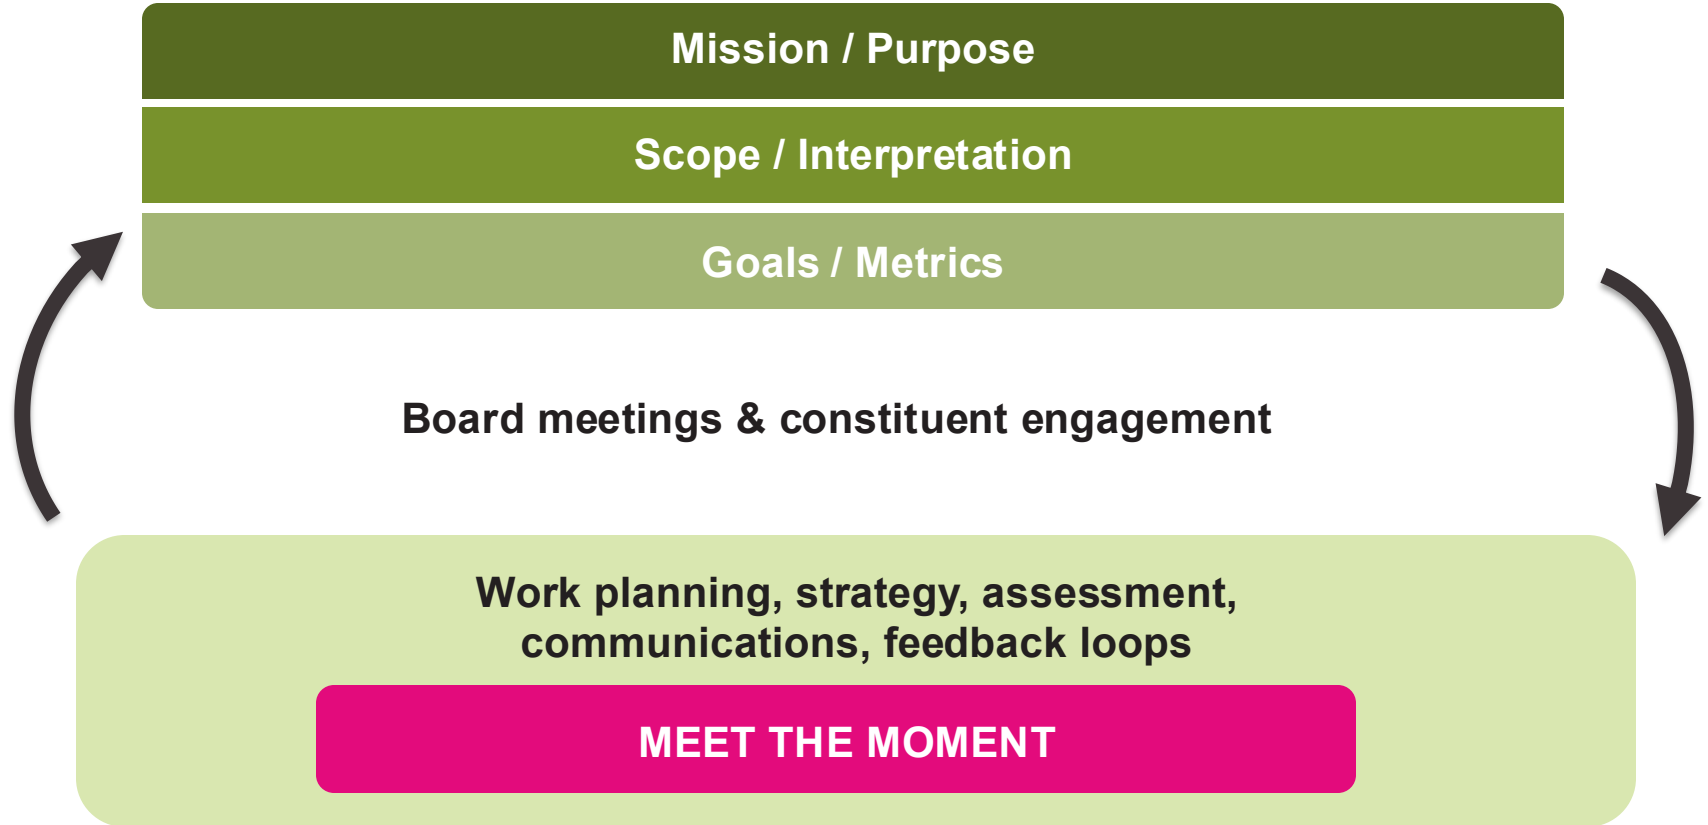 Mission / Purpose
Scope / Interpretation
Goals / Metrics
Board meetings & constituent engagement
Work planning, strategy, assessment,
communications, feedback loops
MEET THE MOMENT